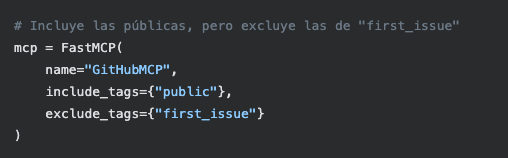 # Incluye las públicas, pero excluye las de "first_issue"
mcp = FastMCP(
    name="GitHubMCP",
    include_tags={"public"},
    exclude_tags={"first_issue"}
)